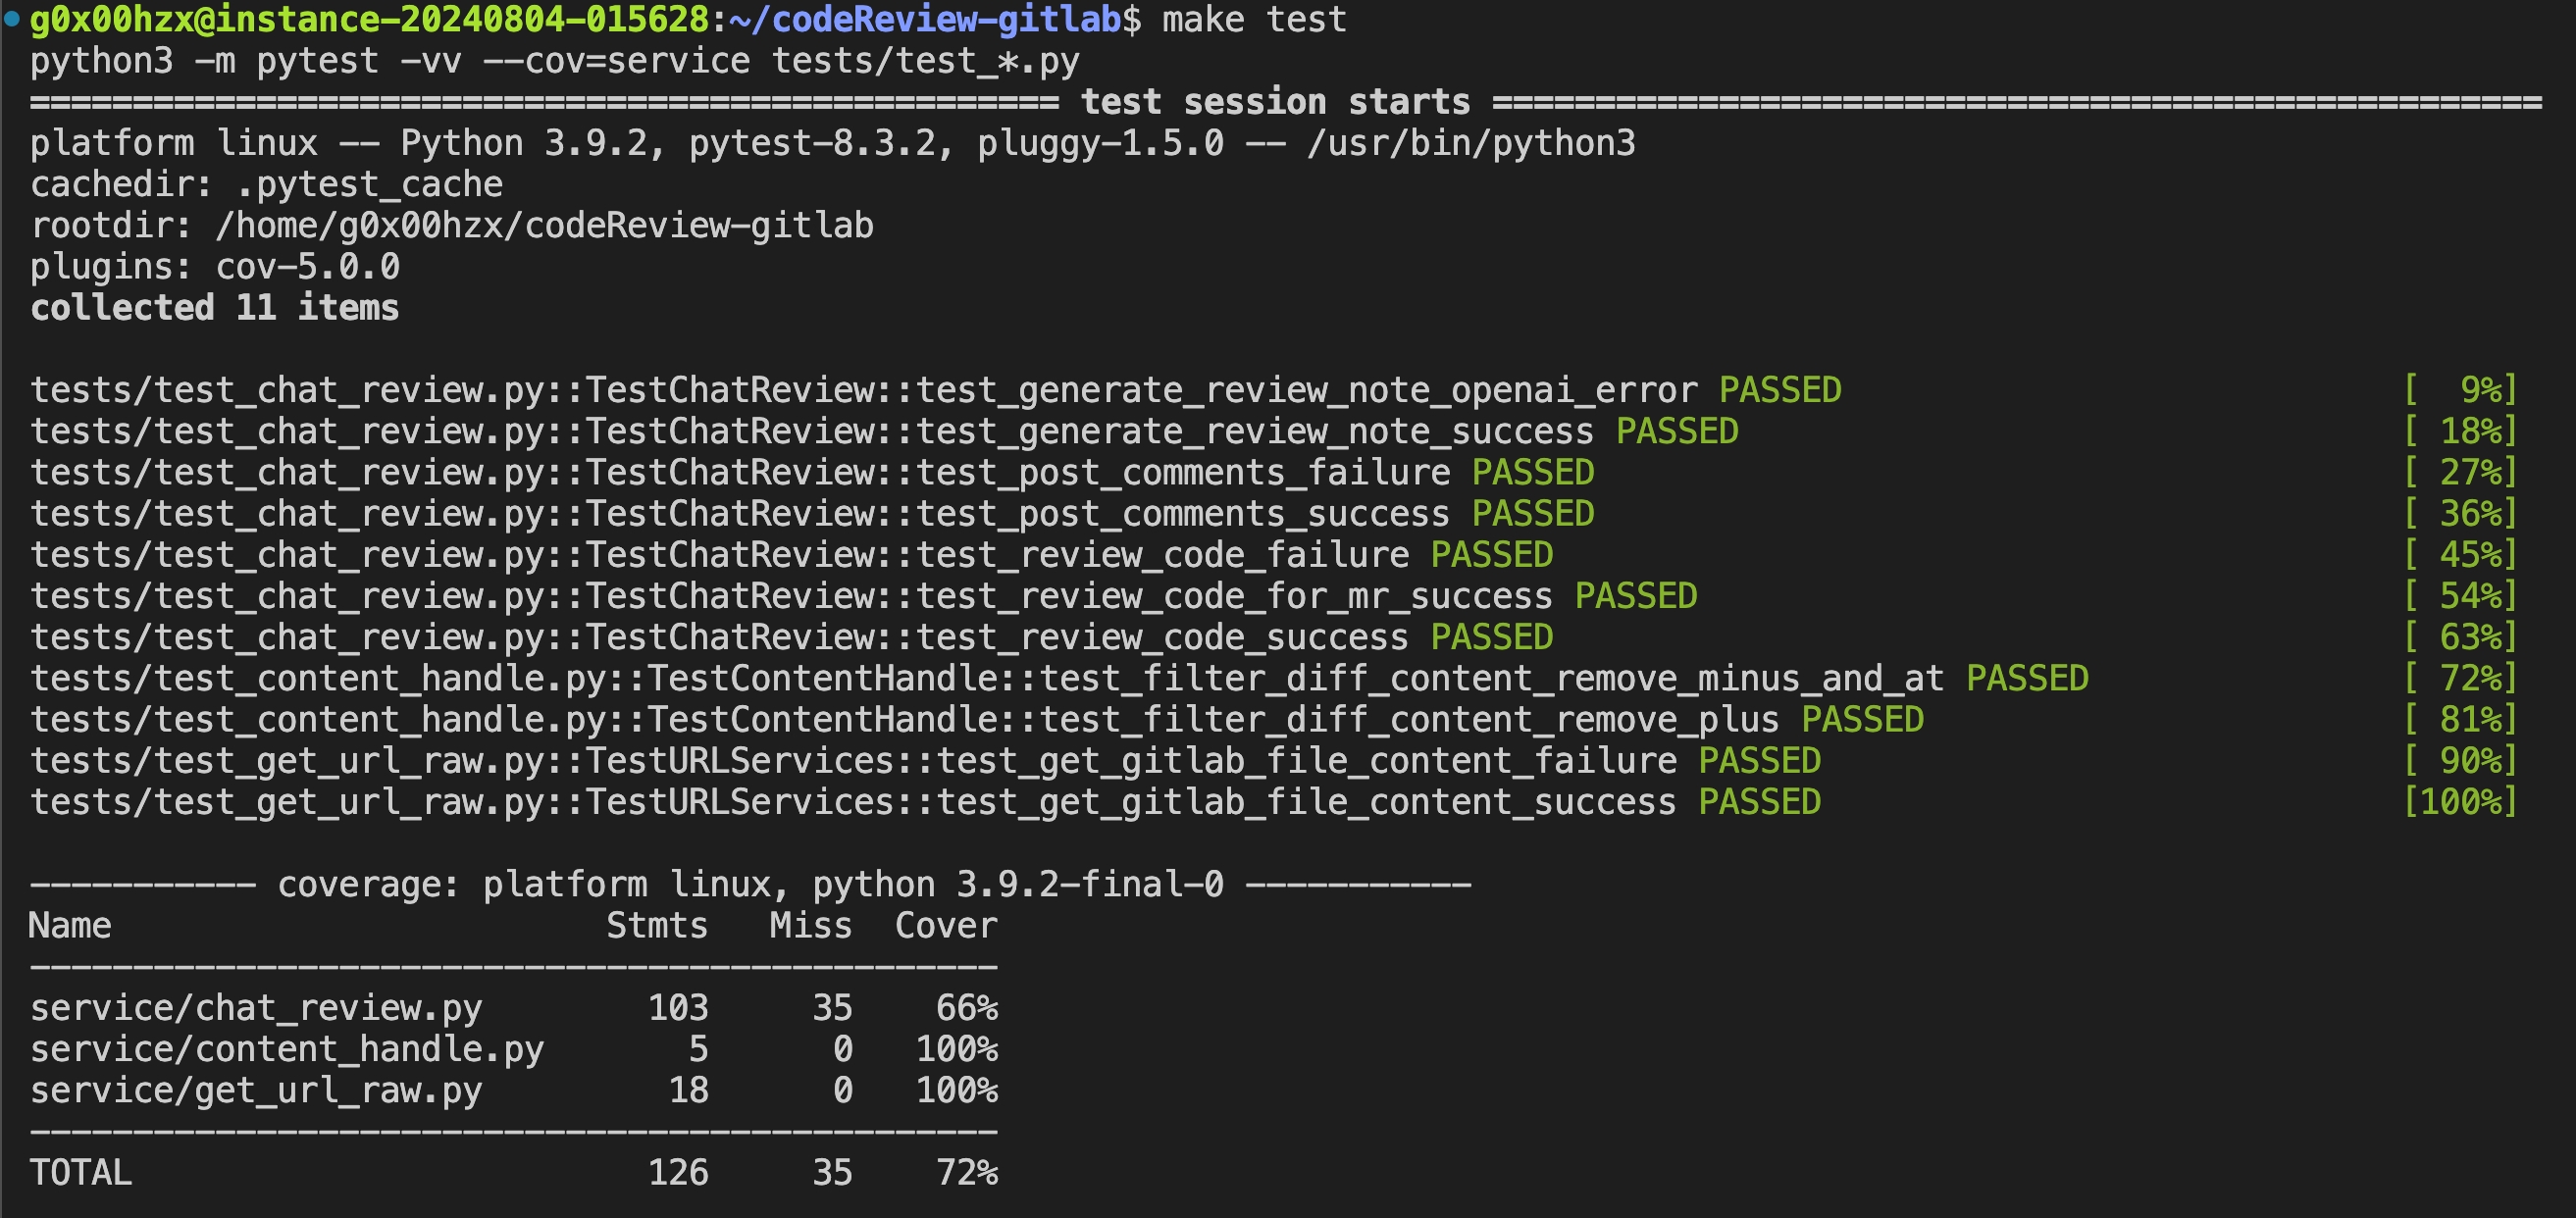 g0x00hzx@instance-20240804-015628:~/codeReview-gitlab$ make test
python3 -m pytest -vv --cov=service tests/test_*.py
================================================== test session starts ===================================================
platform linux -- Python 3.9.2, pytest-8.3.2, pluggy-1.5.0 -- /usr/bin/python3
cachedir: .pytest_cache
rootdir: /home/g0x00hzx/codeReview-gitlab
plugins: cov-5.0.0
collected 11 items
tests/test_chat_review.py::TestChatReview::test_generate_review_note_openai_error PASSED [  9%]
tests/test_chat_review.py::TestChatReview::test_generate_review_note_success PASSED [ 18%]
tests/test_chat_review.py::TestChatReview::test_post_comments_failure PASSED [ 27%]
tests/test_chat_review.py::TestChatReview::test_post_comments_success PASSED [ 36%]
tests/test_chat_review.py::TestChatReview::test_review_code_failure PASSED [ 45%]
tests/test_chat_review.py::TestChatReview::test_review_code_for_mr_success PASSED [ 54%]
tests/test_chat_review.py::TestChatReview::test_review_code_success PASSED [ 63%]
tests/test_content_handle.py::TestContentHandle::test_filter_diff_content_remove_minus_and_at PASSED [ 72%]
tests/test_content_handle.py::TestContentHandle::test_filter_diff_content_remove_plus PASSED [ 81%]
tests/test_get_url_raw.py::TestURLServices::test_get_gitlab_file_content_failure PASSED [ 90%]
tests/test_get_url_raw.py::TestURLServices::test_get_gitlab_file_content_success PASSED [100%]
----------- coverage: platform linux, python 3.9.2-final-0 -----------
Name                        Stmts   Miss  Cover
-----------------------------------------------
service/chat_review.py        103     35    66%
service/content_handle.py       5      0   100%
service/get_url_raw.py         18      0   100%
-----------------------------------------------
TOTAL                         126     35    72%